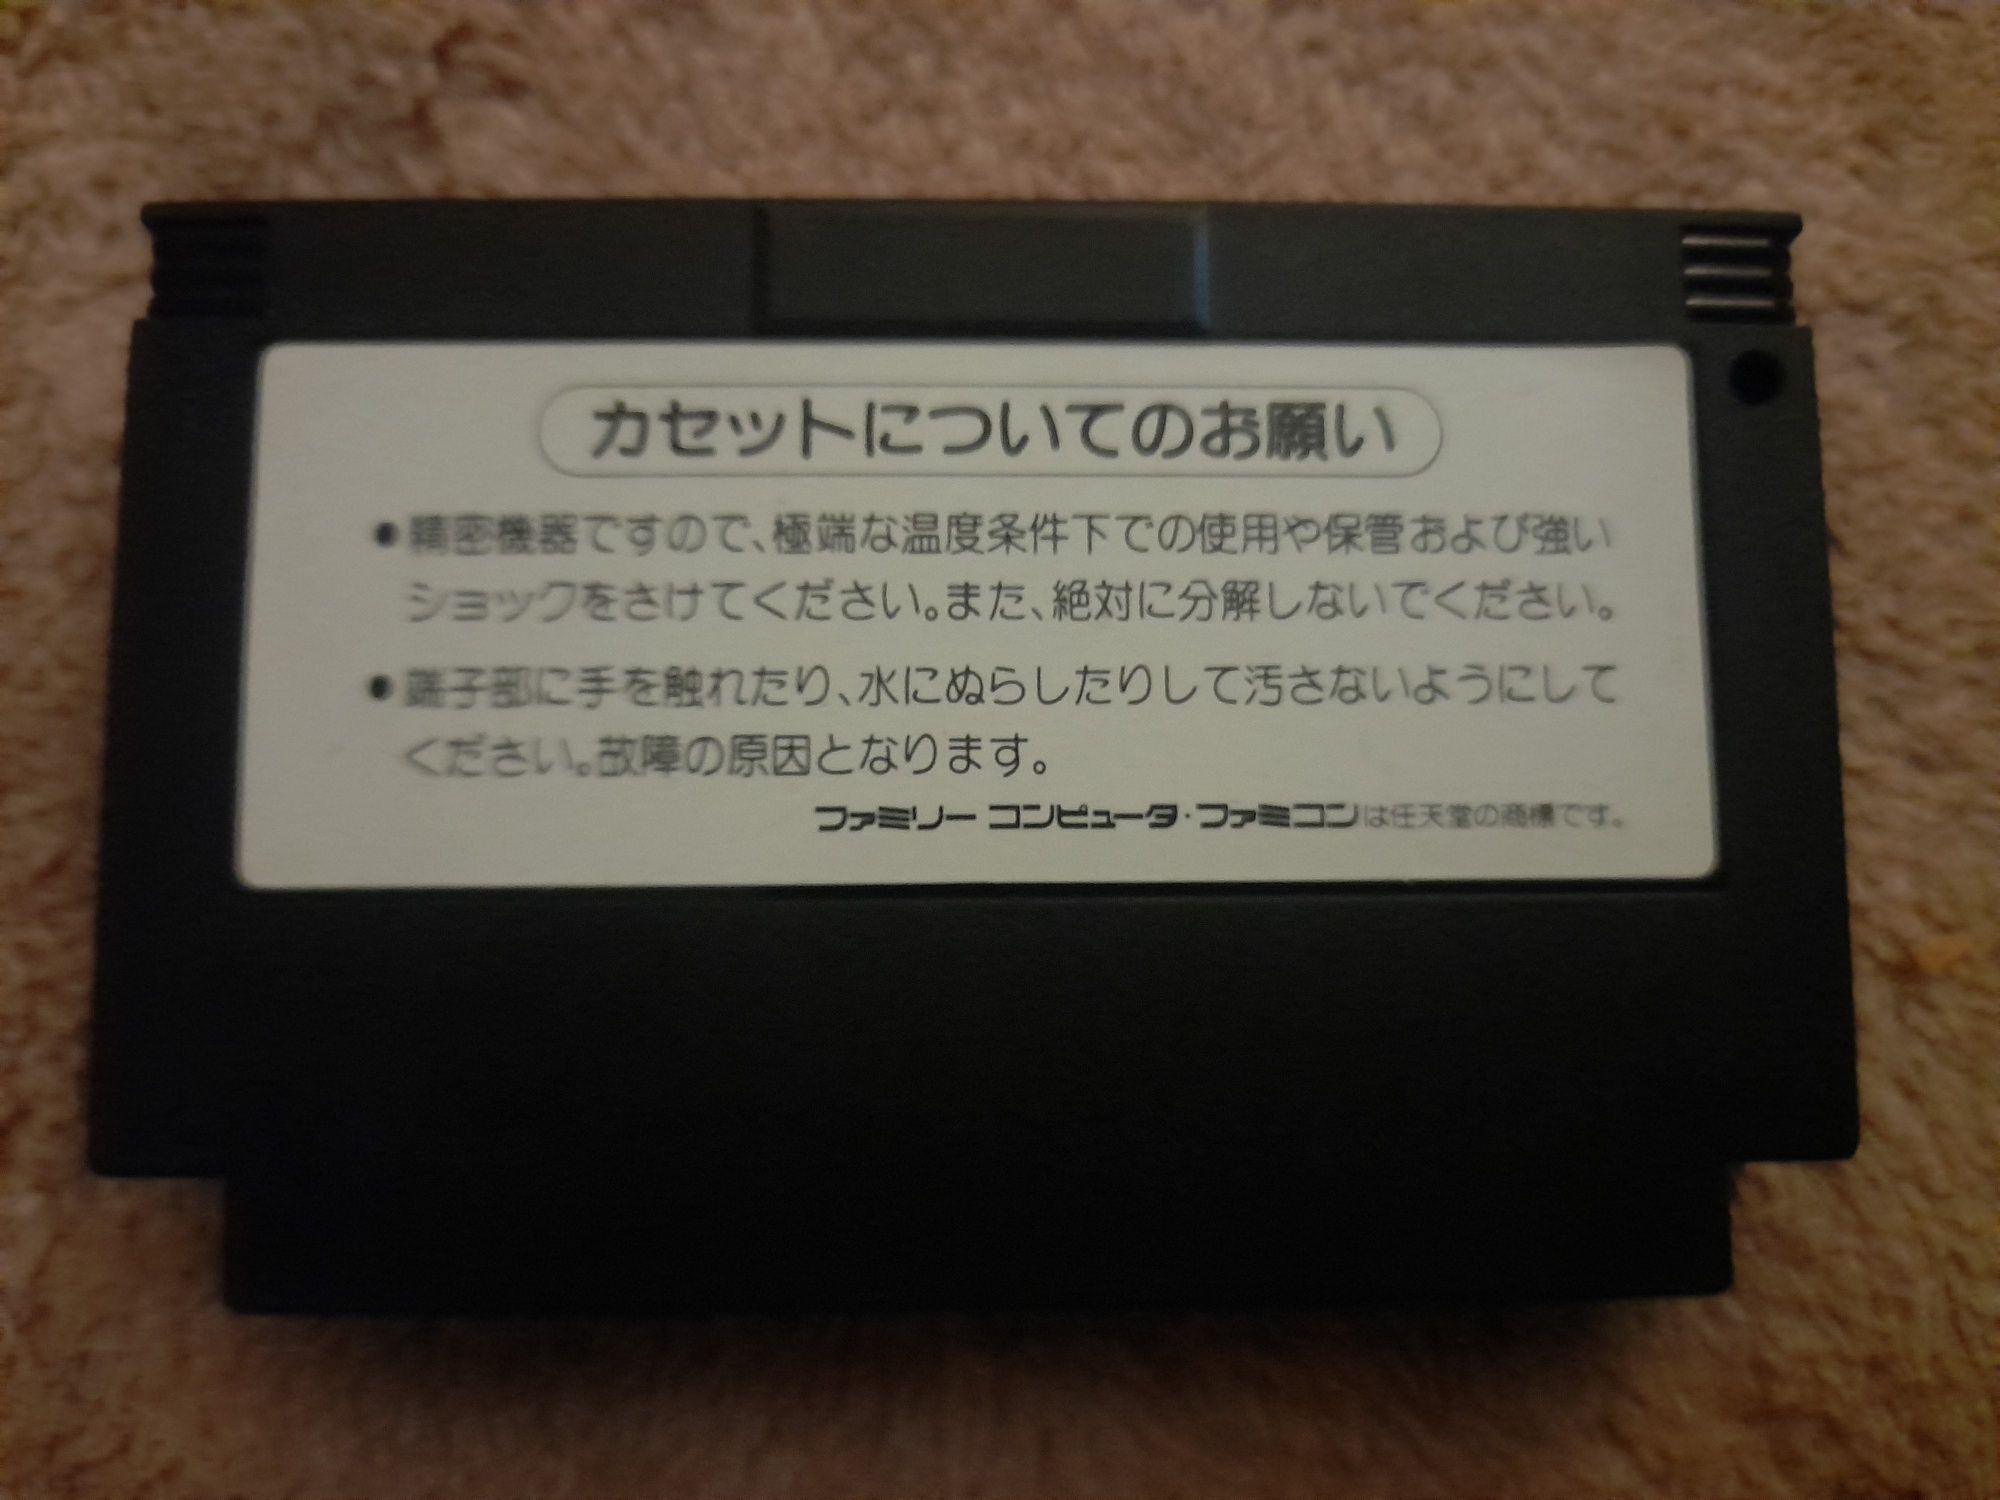 カセットについてのお願い
●精密機器ですので、極端な温度条件下での使用や保管および強い
ショックをさけてください。また、絶対に分解しないでください。
●端子部に手を触れたり、水にぬらしたりして汚さないようにして
ください。故障の原因となります。
ファミリー コンピュータ・ファミコンは任天堂の商標です。